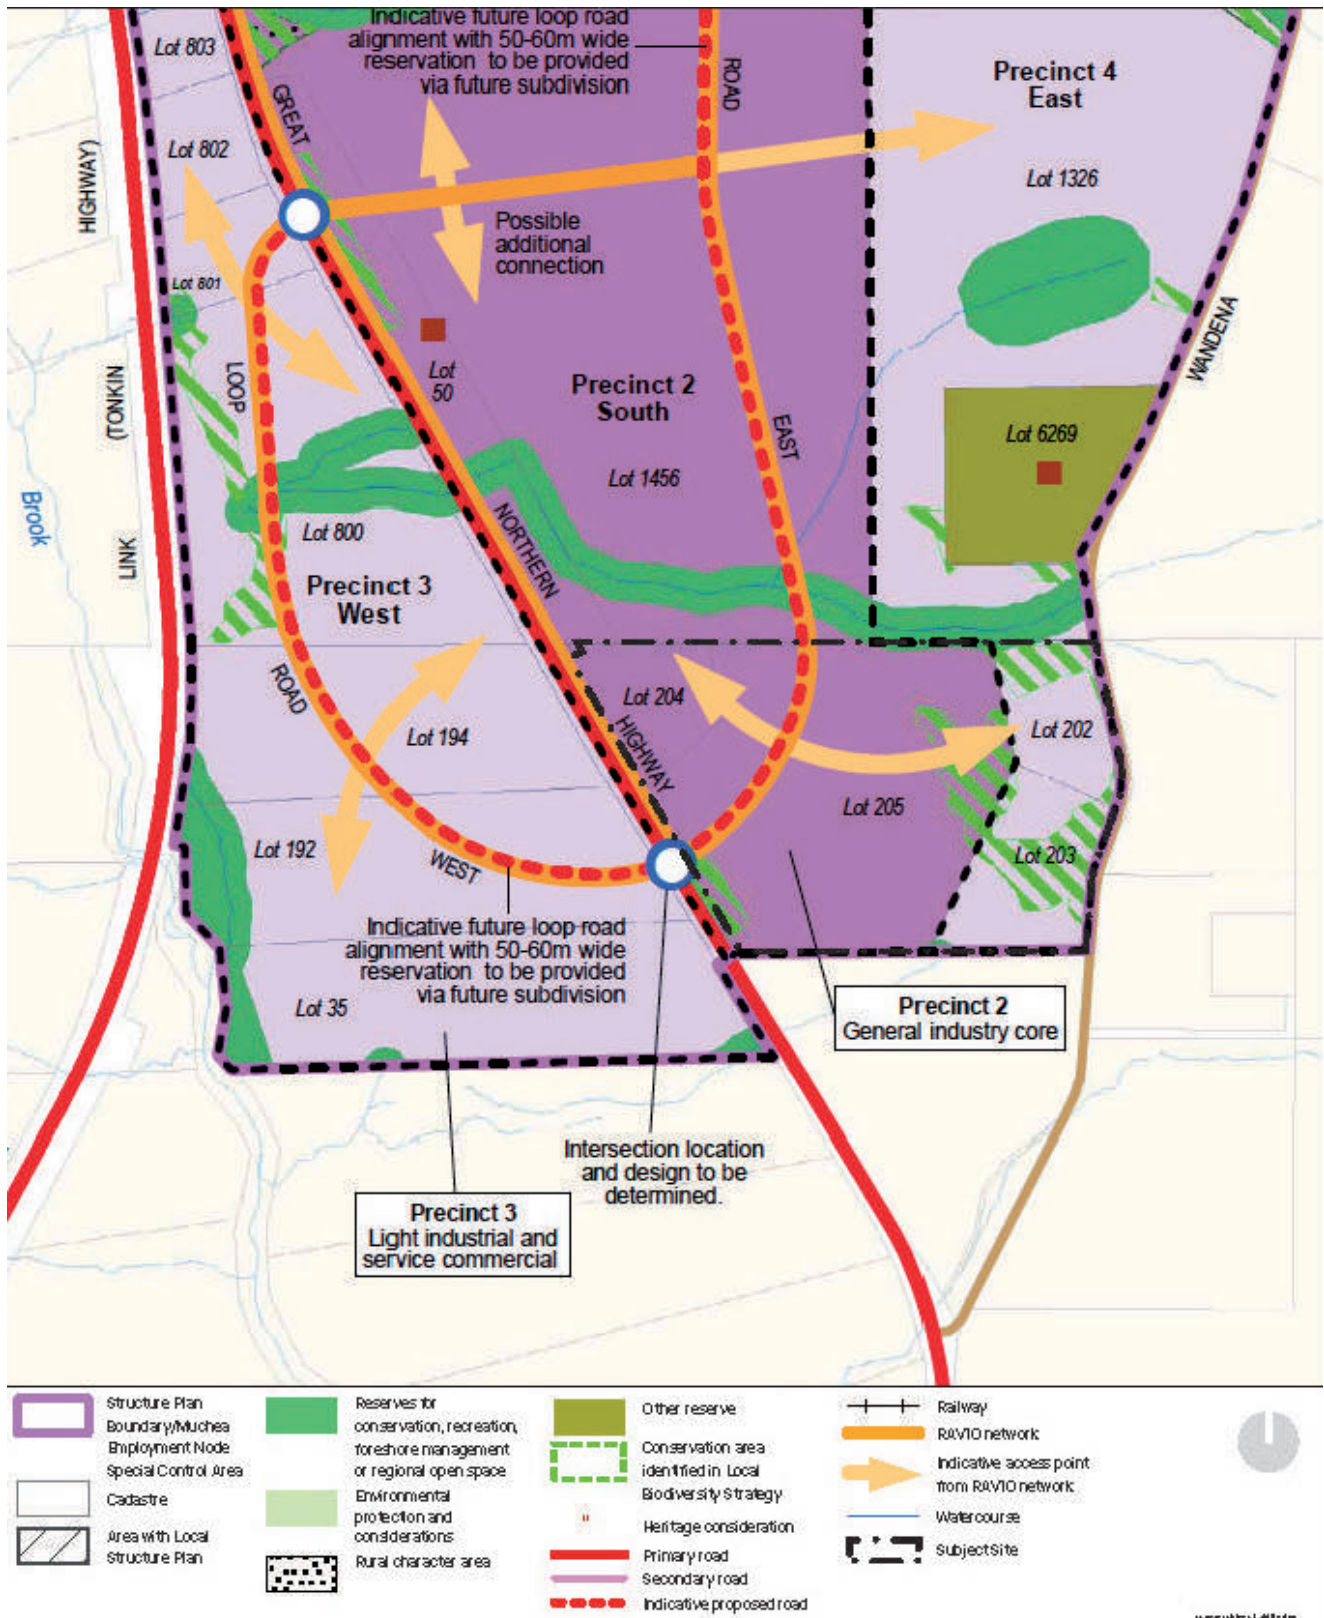 Indicative future loop road
alignment with 50-60m wide
reservation to be provided
via future subdivision
Lot 803
GREAT
ROAD
Precinct 4
East
HIGHWAY)
Lot 802
Lot 1326
Possible
additional
connection
Lot 801
WANDENA
LOOP
Lot
50
Precinct 2
South
(TONKIN
EAST
Lot 6269
Lot 1456
Brook
LINK
Lot 800
NORTHERN
Precinct 3
West
ROAD
Lot 204
HIGHWAY
Lot 202
Lot 194
Lot 205
Lot 192
WEST
Lot 203
Indicative future loop road
alignment with 50-60m wide
reservation to be provided
via future subdivision
Lot 35
Precinct 2
General industry core
Intersection location
and design to be
determined.
Precinct 3
Light industrial and
service commercial
Structure Plan
Boundary/Muchea
Employment Node
Special Control Area
Cadastre
Area with Local
Structure Plan
Reserves for
conservation, recreation,
foreshore management
or regional open space
Environmental
protection and
considerations
Rural character area
Other reserve
Conservation area
identified in Local
Biodiversity Strategy
Heritage consideration
Primary road
Secondary road
Indicative proposed road
Railway
RAV10 network
Indicative access point
from RAV10 network
Watercourse
Subject Site